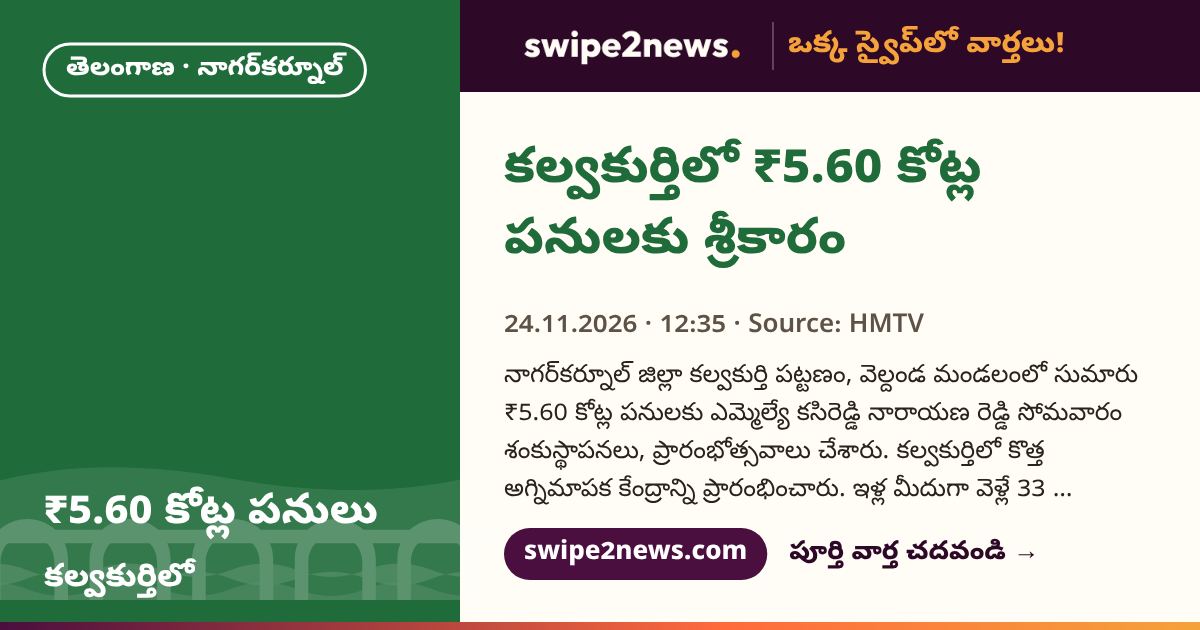 తెలంగాణ · నాగర్‌కర్నూల్
₹5.60 కోట్ల పనులు
కల్వకుర్తిలో
swipe2news.
ఒక్క స్వైప్‌లో వార్తలు!
కల్వకుర్తిలో ₹5.60 కోట్ల
పనులకు శ్రీకారం
24.11.2026 · 12:35 · Source: HMTV
నాగర్‌కర్నూల్ జిల్లా కల్వకుర్తి పట్టణం, వెల్దండ మండలంలో సుమారు
₹5.60 కోట్ల పనులకు ఎమ్మెల్యే కసిరెడ్డి నారాయణ రెడ్డి సోమవారం
శంకుస్థాపనలు, ప్రారంభోత్సవాలు చేశారు. కల్వకుర్తిలో కొత్త
అగ్నిమాపక కేంద్రాన్ని ప్రారంభించారు. ఇళ్ల మీదుగా వెళ్లే 33 ...
swipe2news.com
పూర్తి వార్త చదవండి →